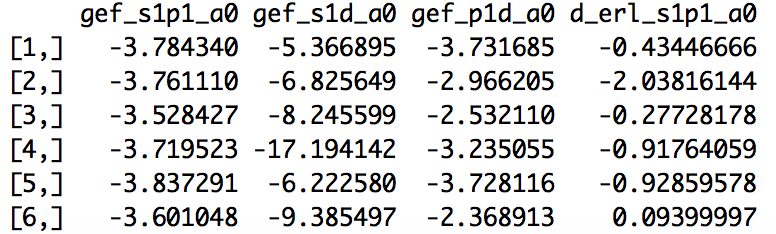 gef_s1p1_a0 gef_s1d_a0 gef_p1d_a0 d_erl_s1p1_a0
[1,] -3.784340 -5.366895 -3.731685 -0.43446666
[2,] -3.761110 -6.825649 -2.966205 -2.03816144
[3,] -3.528427 -8.245599 -2.532110 -0.27728178
[4,] -3.719523 -17.194142 -3.235055 -0.91764059
[5,] -3.837291 -6.222580 -3.728116 -0.92859578
[6,] -3.601048 -9.385497 -2.368913 0.09399997